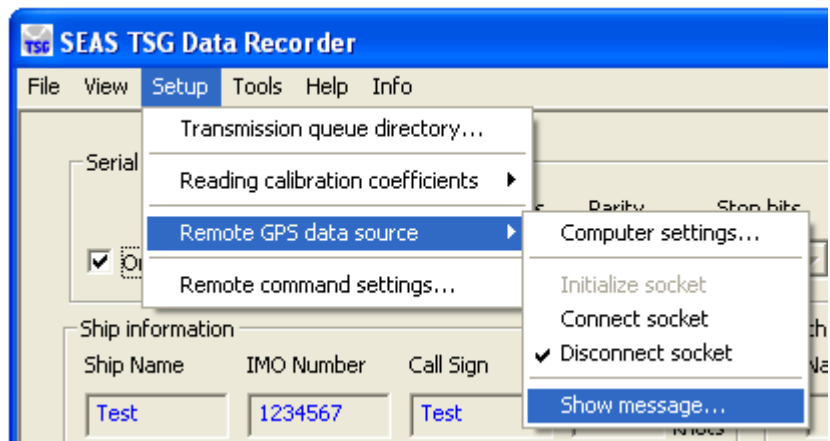 TSG SEAS TSG Data Recorder
File View Setup Tools Help Info
Transmission queue directory...
Serial
Reading calibration coefficients
Parity Stop bits
Remote GPS data source
Computer settings...
Remote command settings...
Initialize socket
Connect socket
Ship information
Disconnect socket
Ship Name IMO Number Call Sign
Show message...
Test 1234567 Test
Knots